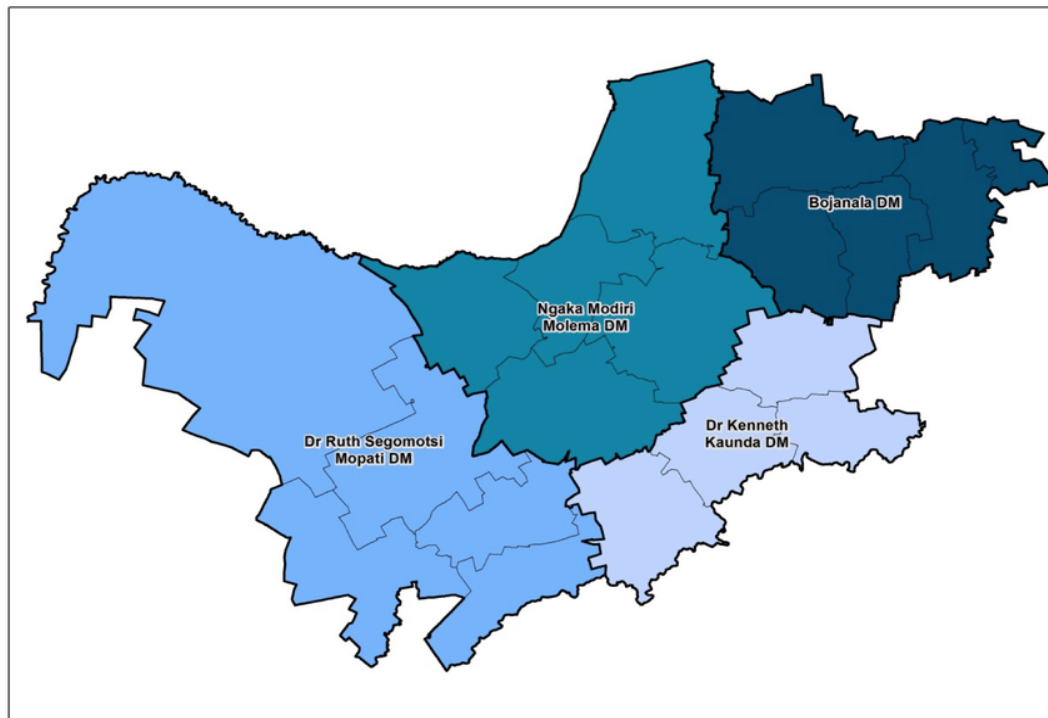 Bojanala DM
Ngaka Modiri
Molema DM
Dr Ruth Segomotsi
Mopati DM
Dr Kenneth
Kaunda DM